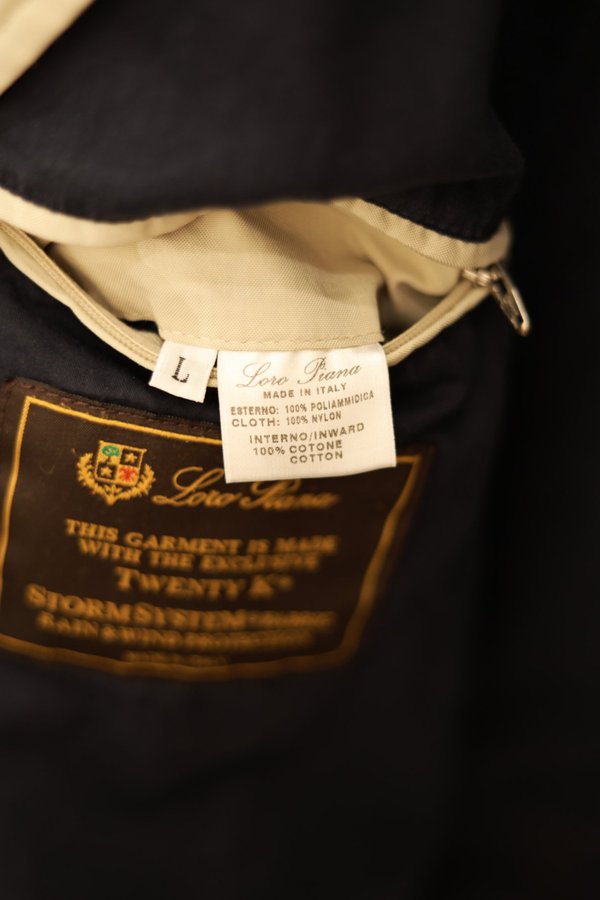 L
Loro Piana
MADE IN ITALY
ESTERNO: 100% POLIAMMIDICA
CLOTH: 100% NYLON
INTERNO/INWARD
100% COTONE
COTTON
Loro Piana
THIS GARMENT IS MADE
WITH THE EXCLUSIVE
TWENTY K®
STORM SYSTEM
RAIN & WIND PROTECTION